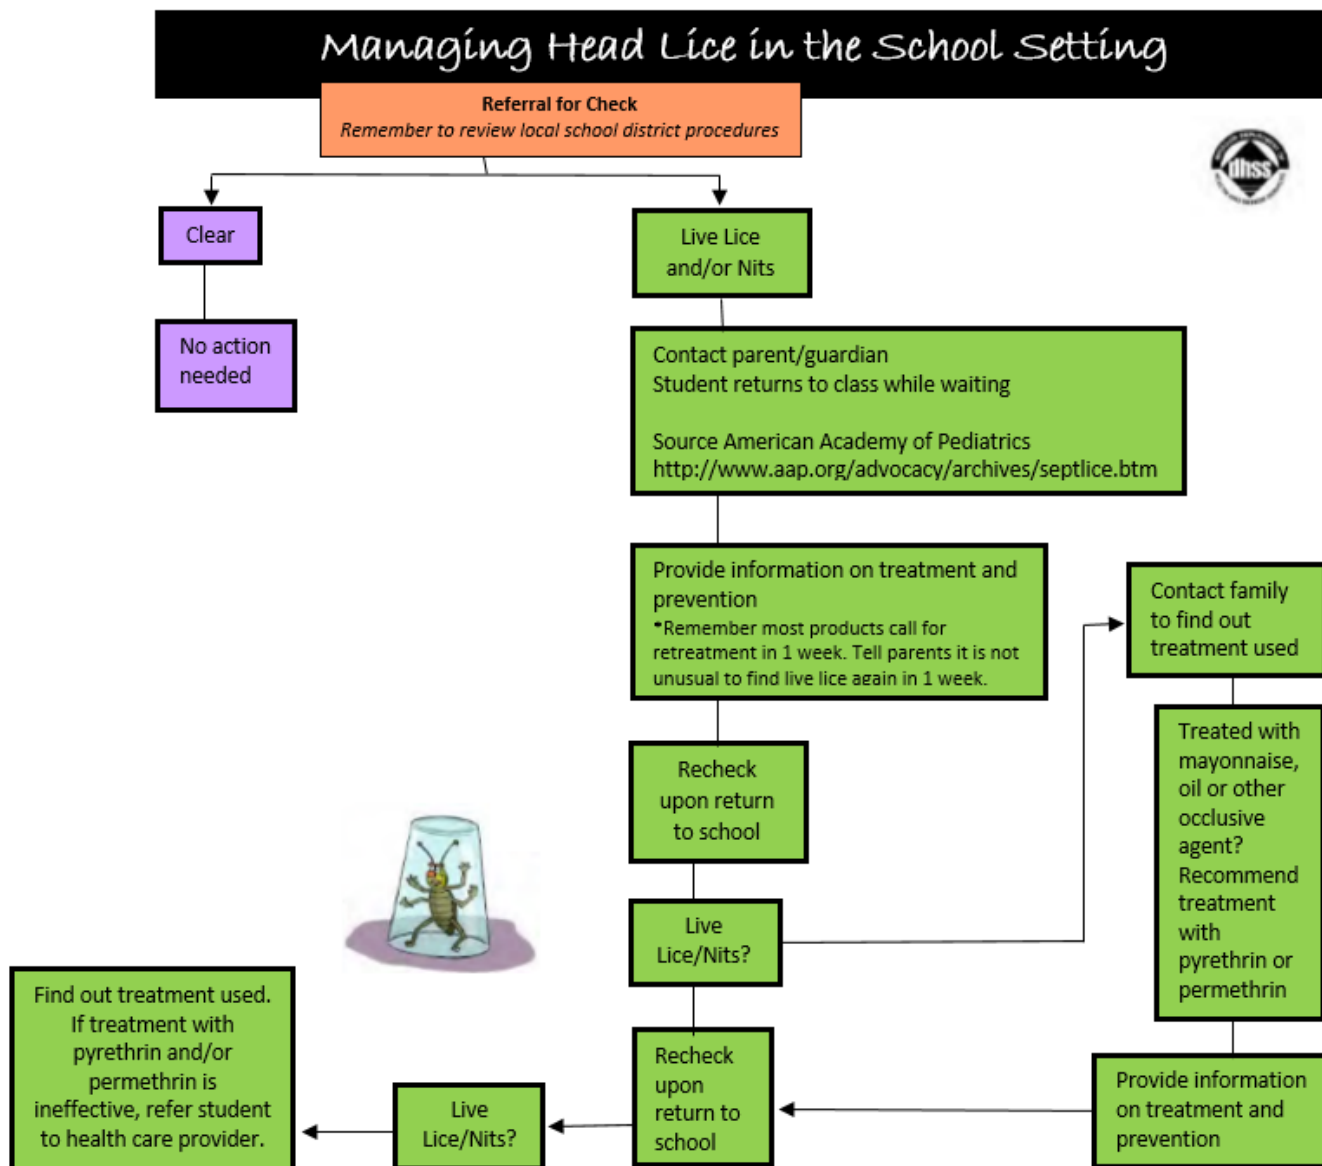 Managing Head Lice in the School Setting
Referral for Check
Remember to review local school district procedures
dhss
Clear
No action
needed
Live Lice
and/or Nits
Contact parent/guardian
Student returns to class while waiting
Source American Academy of Pediatrics
http://www.aap.org/advocacy/archives/septlice.btm
Provide information on treatment and
prevention
*Remember most products call for
retreatment in 1 week. Tell parents it is not
unusual to find live lice again in 1 week.
Recheck
upon return
to school
Live
Lice/Nits?
Contact family
to find out
treatment used
Treated with
mayonnaise,
oil or other
occlusive
agent?
Recommend
treatment
with
pyrethrin or
permethrin
Provide information
on treatment and
prevention
Recheck
upon
return to
school
Live
Lice/Nits?
Find out treatment used.
If treatment with
pyrethrin and/or
permethrin is
ineffective, refer student
to health care provider.